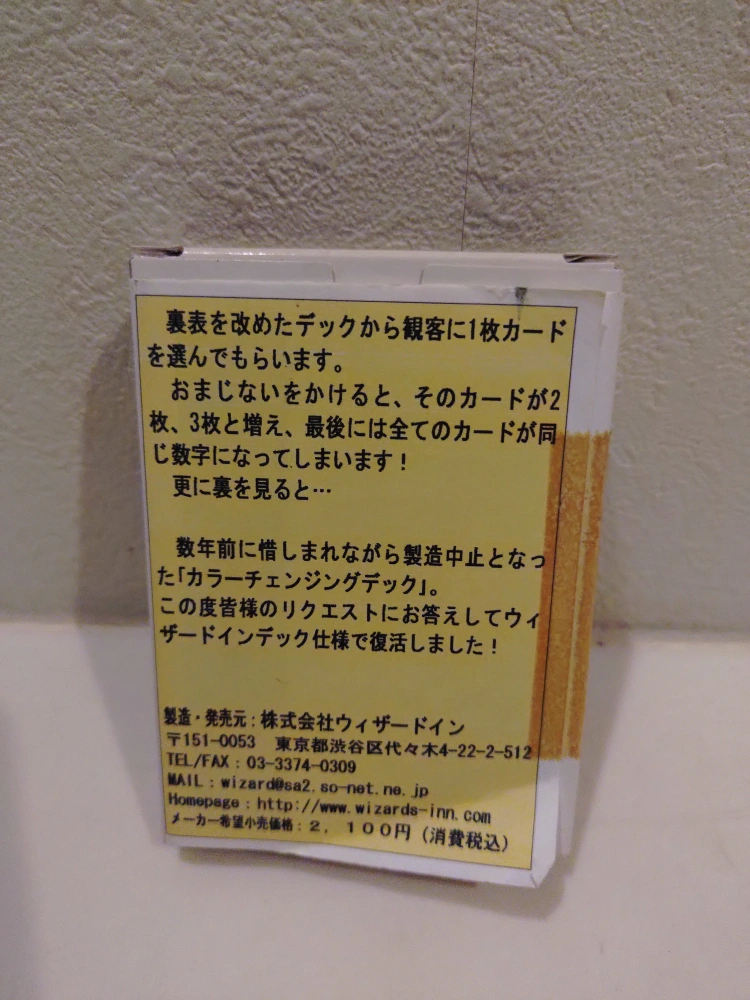 裏表を改めたデックから観客に1枚カード
を選んでもらいます。
おまじないをかけると、そのカードが2
枚、3枚と増え、最後には全てのカードが同
じ数字になってしまいます！
更に裏を見ると…
数年前に惜しまれながら製造中止となっ
た「カラーチェンジングデック」。
この度皆様のリクエストにお答えしてウィ
ザードインデック仕様で復活しました！
製造・発売元：株式会社ウィザードイン
〒151-0053 東京都渋谷区代々木4-22-2-512
TEL/FAX：03-3374-0309
MAIL：wizard@sa2.so-net.ne.jp
Homepage：http://www.wizards-inn.com
メーカー希望小売価格：２，１００円（消費税込）